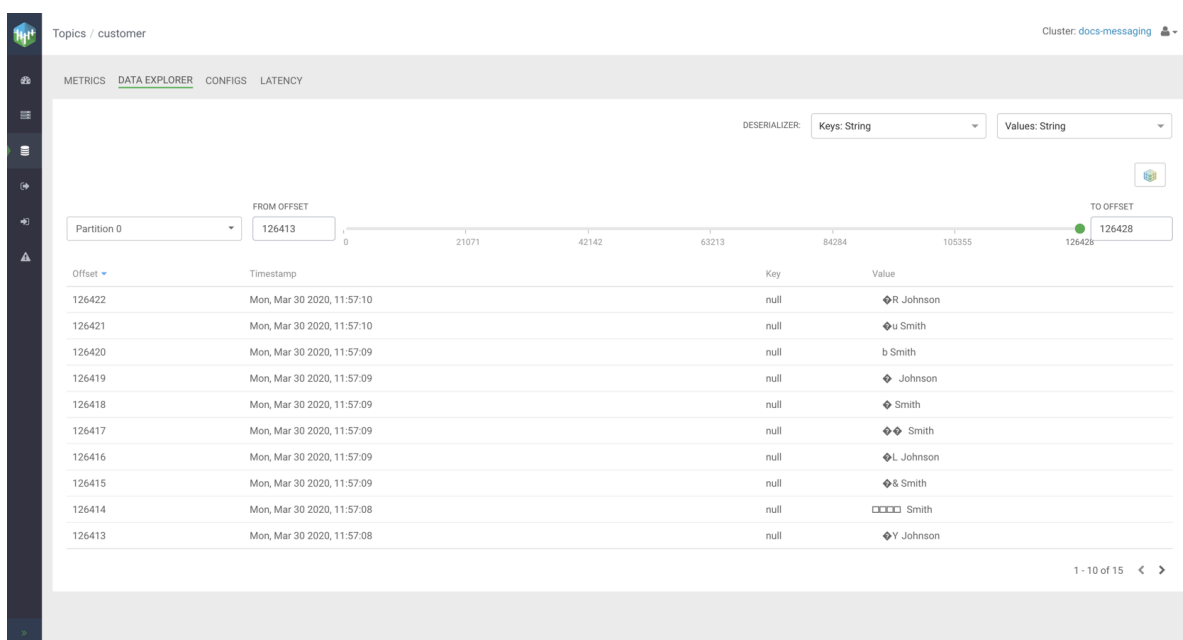 Topics / customer
Cluster: docs-messaging
METRICS DATA EXPLORER CONFIGS LATENCY
DESERIALIZER: Keys: String Values: String
FROM OFFSET TO OFFSET
Partition 0 126413 126428
0 21071 42142 63213 84284 105355 126428
Offset Timestamp Key Value
126422 Mon, Mar 30 2020, 11:57:10 null �R Johnson
126421 Mon, Mar 30 2020, 11:57:10 null �u Smith
126420 Mon, Mar 30 2020, 11:57:09 null b Smith
126419 Mon, Mar 30 2020, 11:57:09 null � Johnson
126418 Mon, Mar 30 2020, 11:57:09 null � Smith
126417 Mon, Mar 30 2020, 11:57:09 null �� Smith
126416 Mon, Mar 30 2020, 11:57:09 null �L Johnson
126415 Mon, Mar 30 2020, 11:57:09 null �& Smith
126414 Mon, Mar 30 2020, 11:57:08 null □□□□ Smith
126413 Mon, Mar 30 2020, 11:57:08 null �Y Johnson
1 - 10 of 15 < >
»